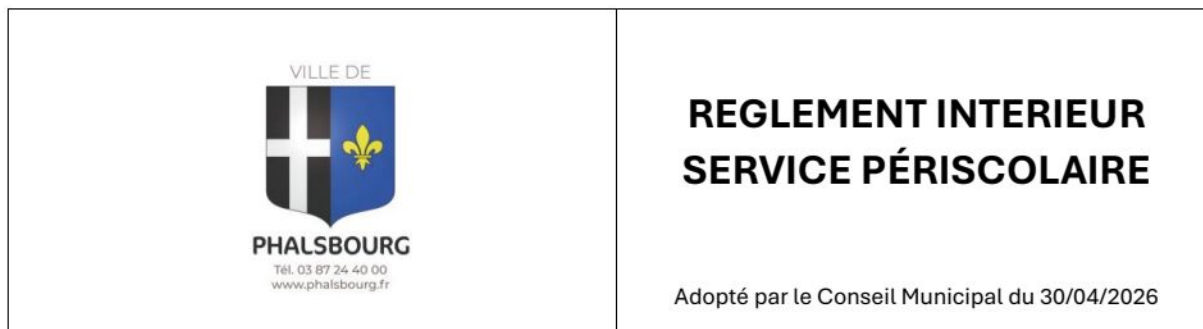 VILLE DE
PHALSBOURG
Tél. 03 87 24 40 00
www.phalsbourg.fr
REGLEMENT INTERIEUR
SERVICE PÉRISCOLAIRE
Adopté par le Conseil Municipal du 30/04/2026